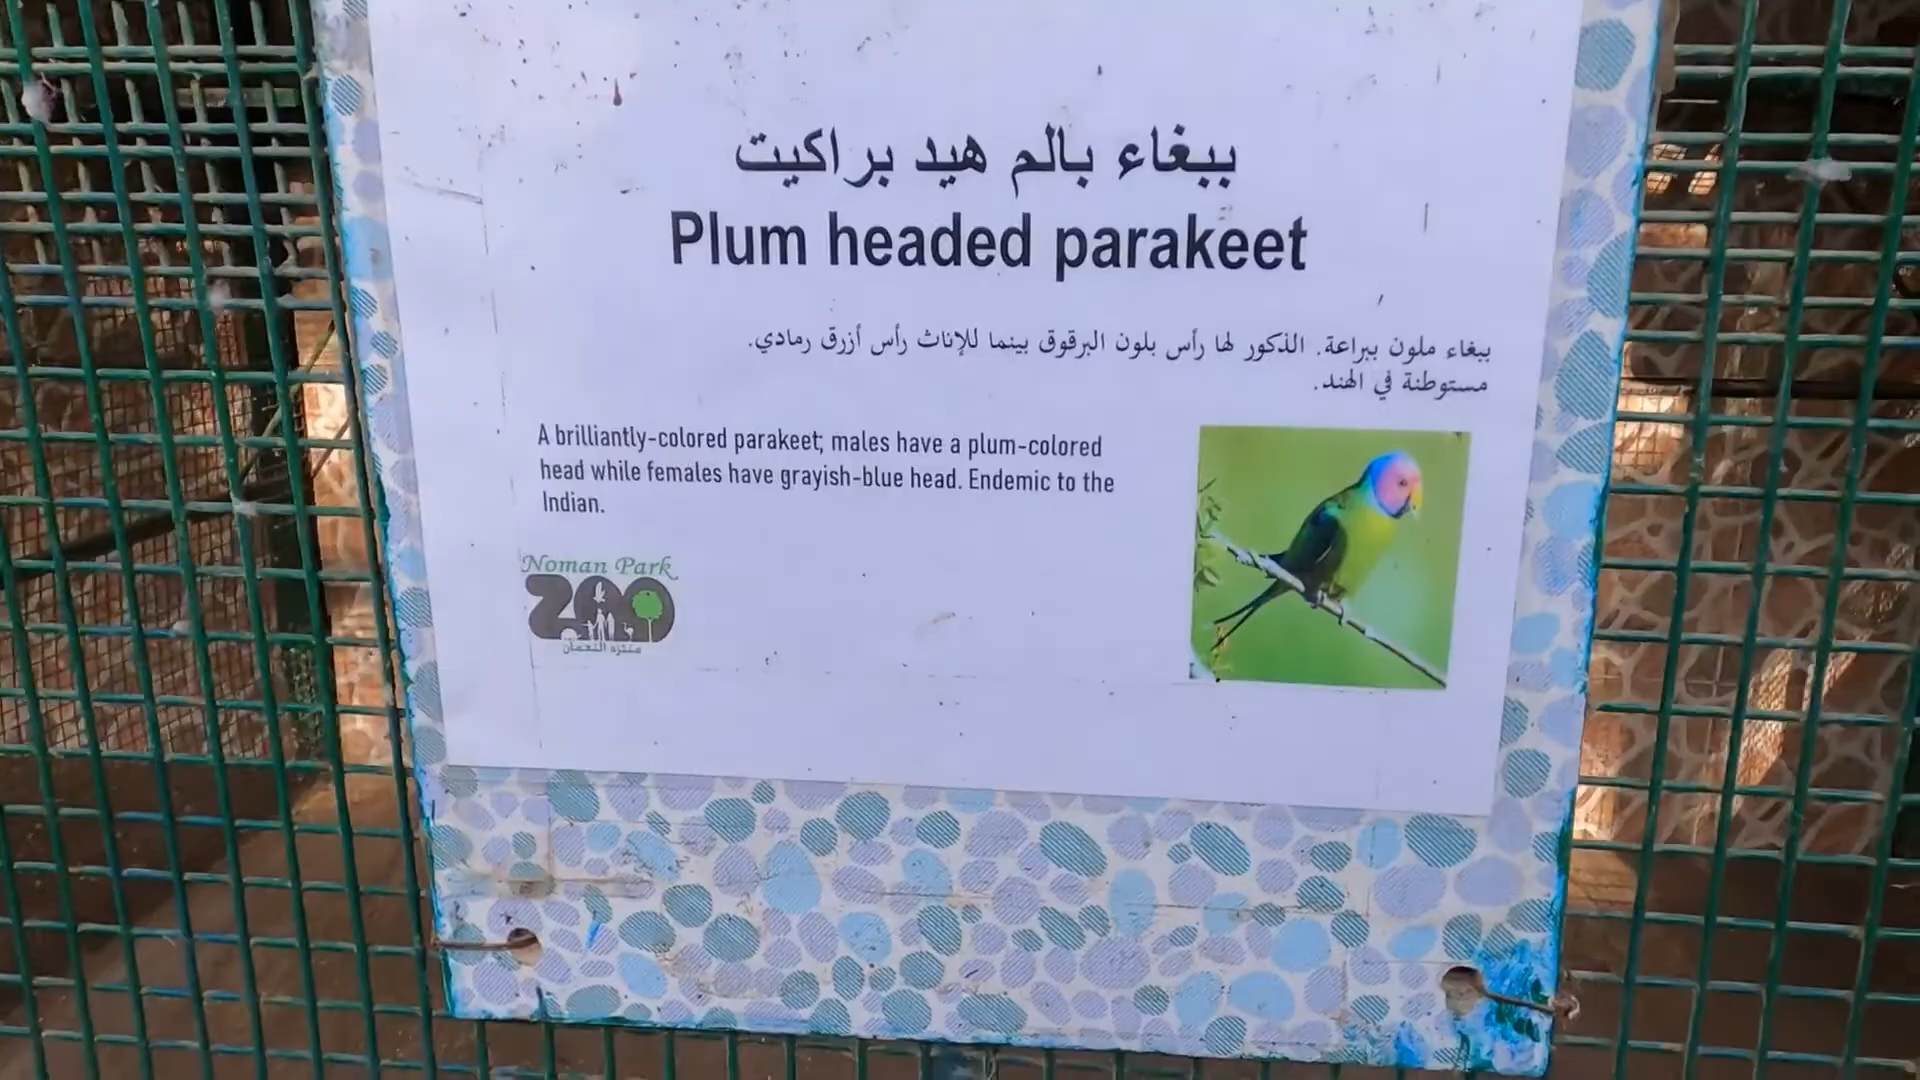 ببغاء بالم هيد براكيت
Plum headed parakeet
ببغاء ملون ببراعة. الذكور لها رأس بلون البرقوق بينما للإناث رأس أزرق رمادي.
مستوطنة في الهند.
A brilliantly-colored parakeet; males have a plum-colored
head while females have grayish-blue head. Endemic to the
Indian.
Noman Park
ZOO
منتزه النعمان